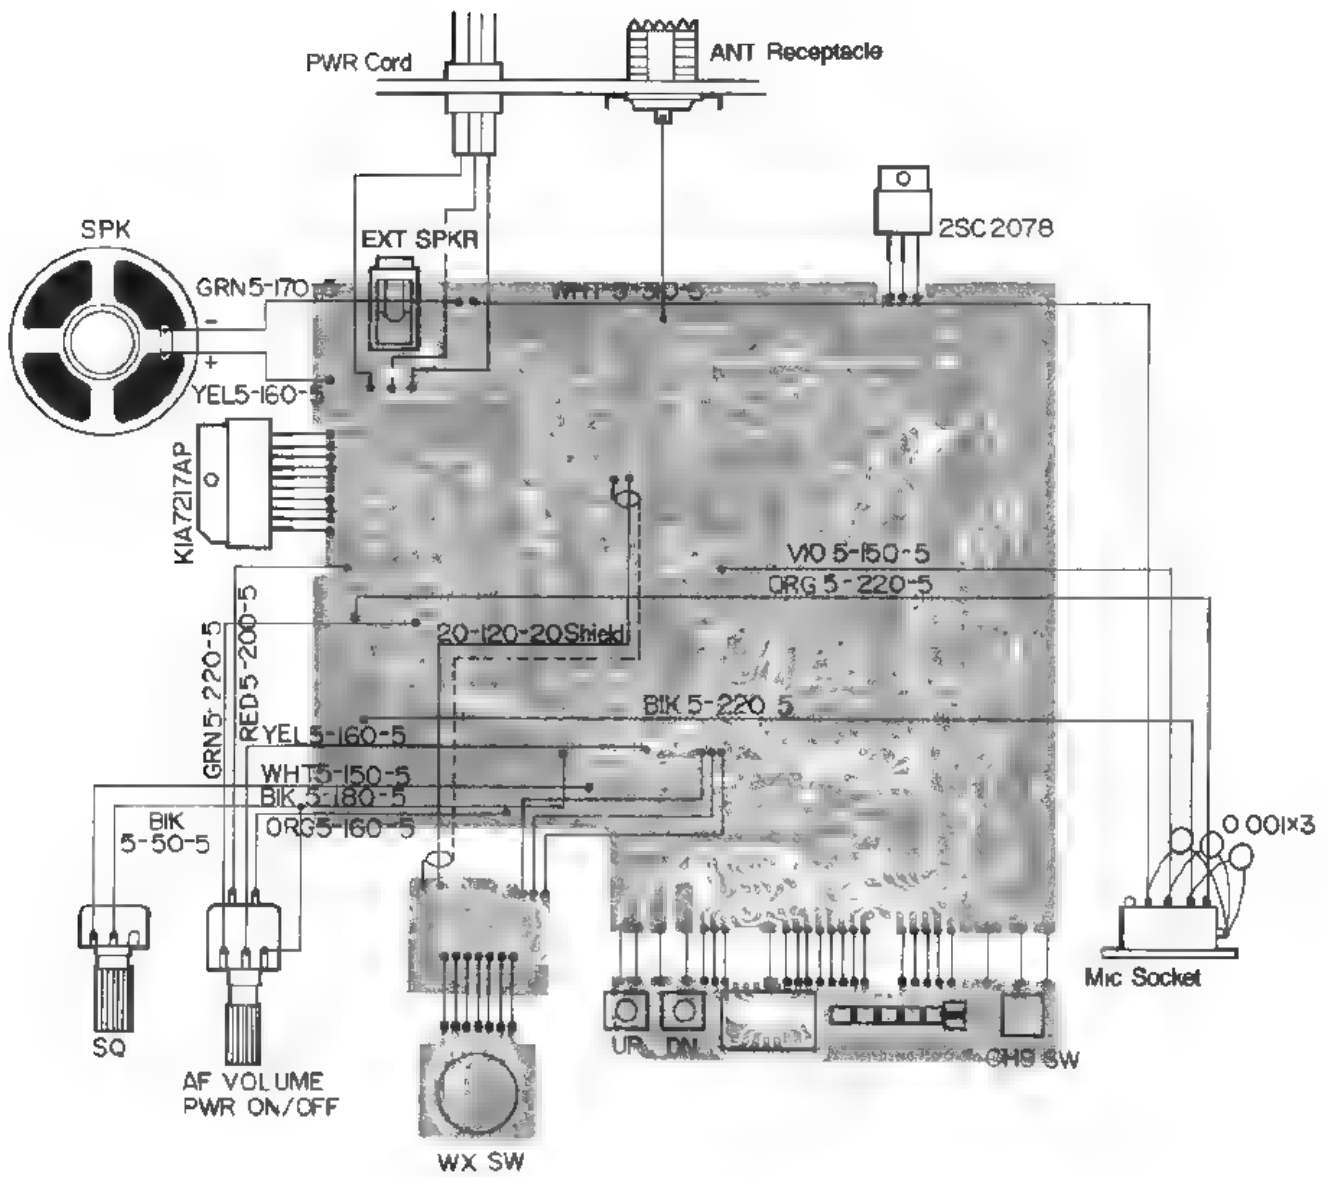 PWR Cord
ANT Receptacle
SPK
EXT SPKR
2SC2078
GRN5-170-5
-
+
YEL5-160-5
KIA7217AP
VIO 5-150-5
ORG 5-220-5
GRN5-220-5
RED5-200-5
20-120-20Shield
BIK 5-220 5
YEL5-160-5
WHT5-150-5
BIK 5-180-5
ORG5-160-5
BIK
5-50-5
0 001×3
Mic Socket
SQ
UP DN
CH9 SW
AF VOLUME
PWR ON/OFF
WX SW